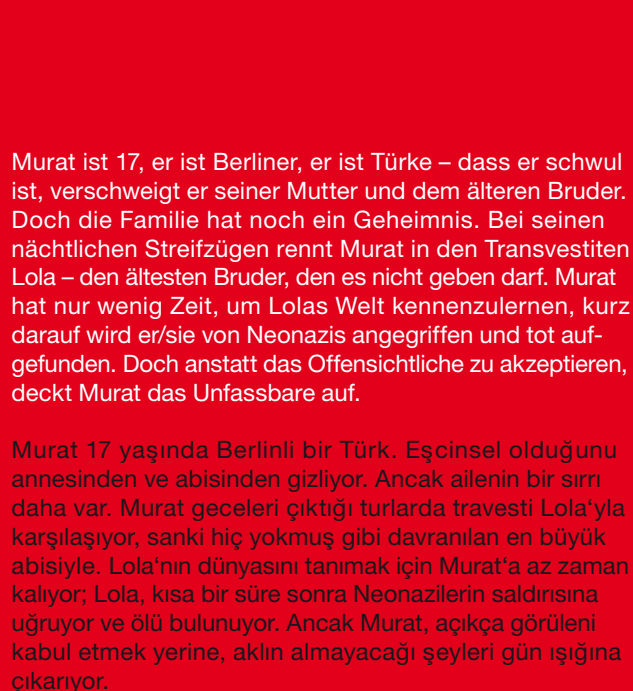 Murat ist 17, er ist Berliner, er ist Türke – dass er schwul
ist, verschweigt er seiner Mutter und dem älteren Bruder.
Doch die Familie hat noch ein Geheimnis. Bei seinen
nächtlichen Streifzügen rennt Murat in den Transvestiten
Lola – den ältesten Bruder, den es nicht geben darf. Murat
hat nur wenig Zeit, um Lolas Welt kennenzulernen, kurz
darauf wird er/sie von Neonazis angegriffen und tot auf-
gefunden. Doch anstatt das Offensichtliche zu akzeptieren,
deckt Murat das Unfassbare auf.
Murat 17 yaşında Berlinli bir Türk. Eşcinsel olduğunu
annesinden ve abisinden gizliyor. Ancak ailenin bir sırrı
daha var. Murat geceleri çıktığı turlarda travesti Lola‘yla
karşılaşıyor, sanki hiç yokmuş gibi davranılan en büyük
abisiyle. Lola‘nın dünyasını tanımak için Murat‘a az zaman
kalıyor; Lola, kısa bir süre sonra Neonazilerin saldırısına
uğruyor ve ölü bulunuyor. Ancak Murat, açıkça görüleni
kabul etmek yerine, aklın almayacağı şeyleri gün ışığına
çıkarıyor.